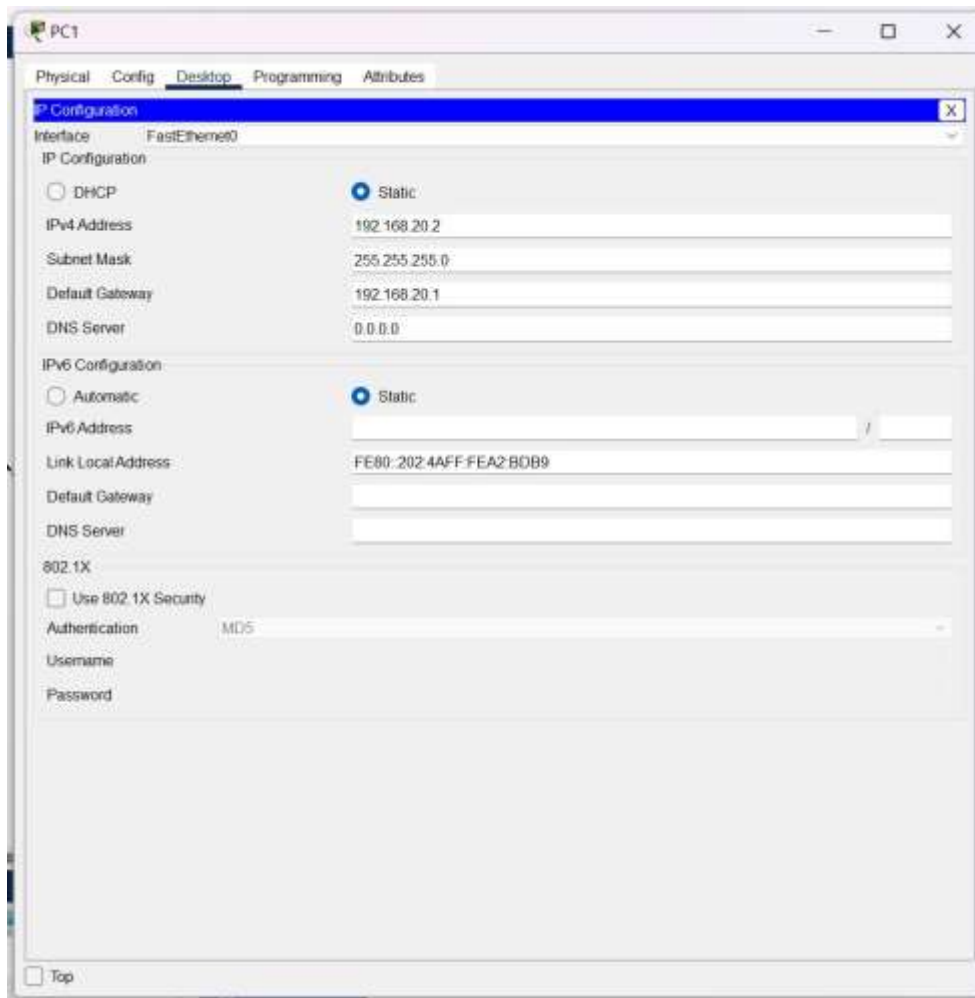 PC1
Physical Config Desktop Programming Attributes
IP Configuration X
Interface FastEthernet0
IP Configuration
DHCP Static
IPv4 Address 192.168.20.2
Subnet Mask 255.255.255.0
Default Gateway 192.168.20.1
DNS Server 0.0.0.0
IPv6 Configuration
Automatic Static
IPv6 Address /
Link Local Address FE80::202:4AFF:FEA2:BDB9
Default Gateway
DNS Server
802.1X
Use 802.1X Security
Authentication MD5
Username
Password
Top